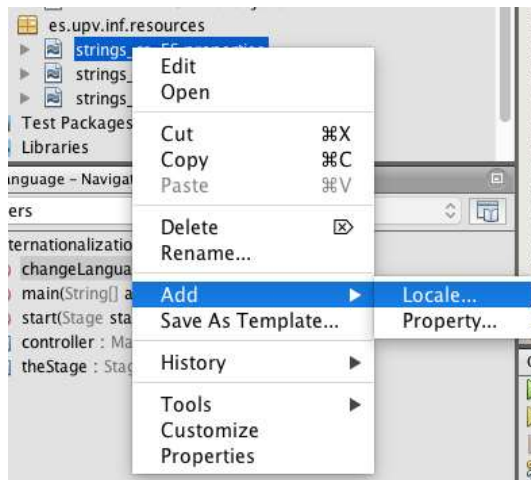 es.upv.inf.resources
strings_es_ES.properties
strings_
strings_
Test Packages
Libraries
anguage - Navigat
ers
ternationalizatio
changeLangua
main(String[] a
start(Stage sta
controller : Ma
theStage : Stag
Edit
Open
Cut ⌘X
Copy ⌘C
Paste ⌘V
Delete ⌦
Rename...
Add ▶
Save As Template...
History ▶
Tools ▶
Customize
Properties
Locale...
Property...